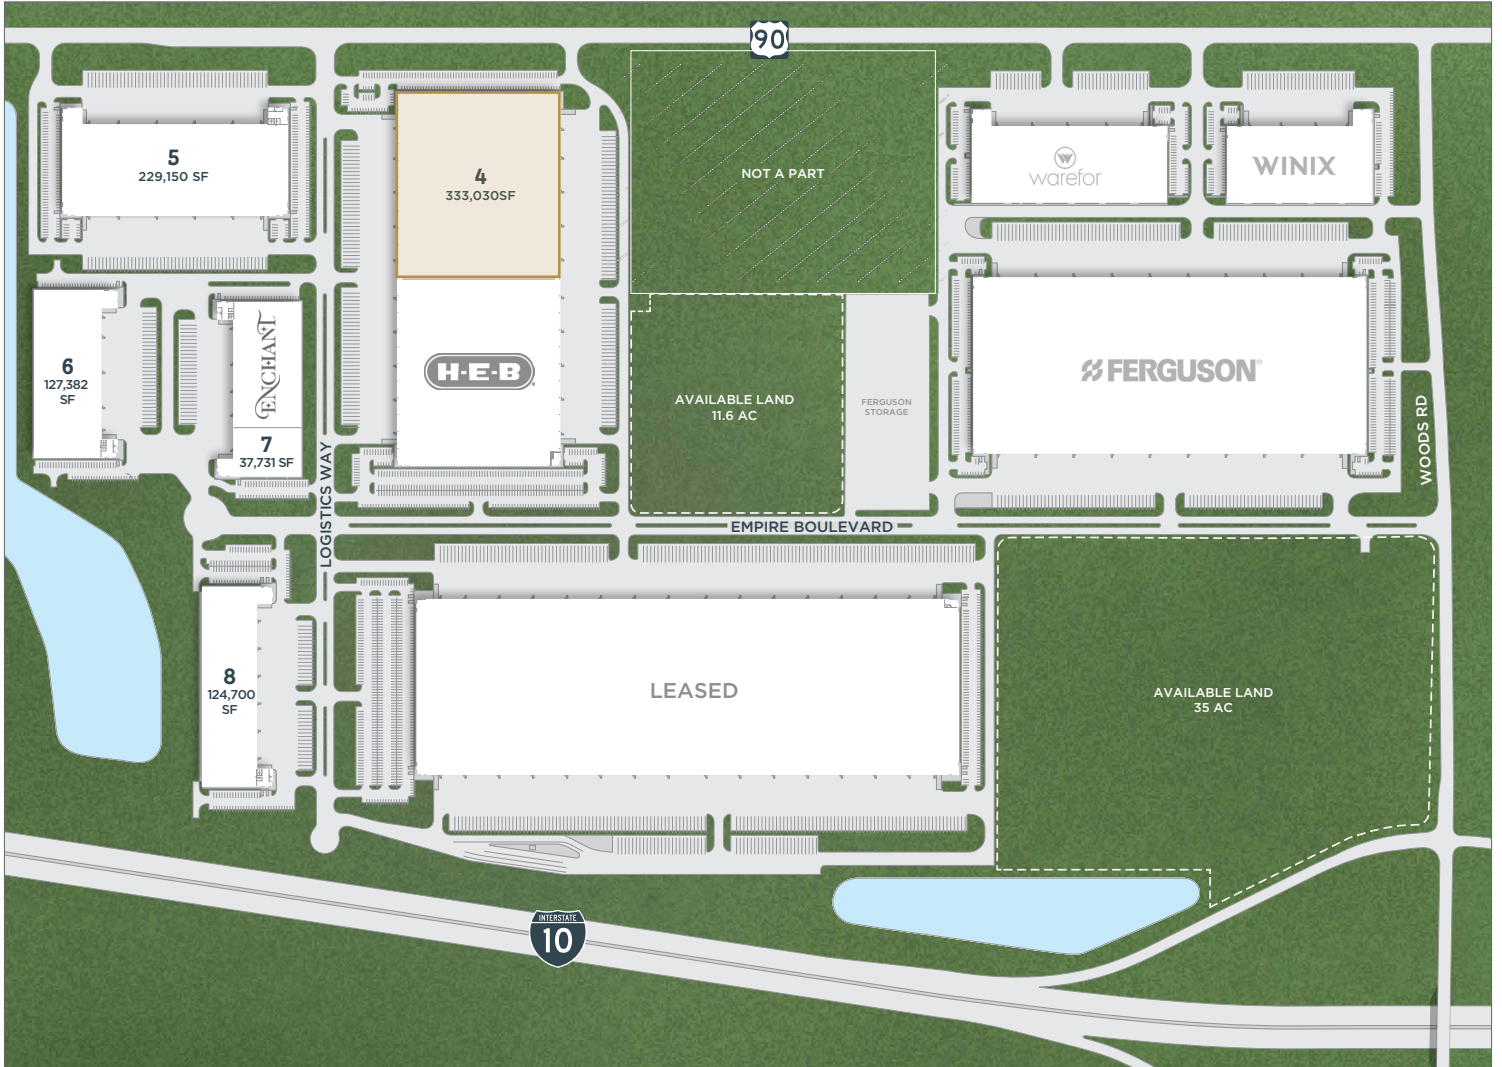 90
5
229,150 SF
4
333,030SF
NOT A PART
warefor
WINIX
6
127,382
SF
ENCHANT
7
37,731 SF
H-E-B
AVAILABLE LAND
11.6 AC
FERGUSON
STORAGE
FERGUSON®
WOODS RD
LOGISTICS WAY
EMPIRE BOULEVARD
8
124,700
SF
LEASED
AVAILABLE LAND
35 AC
INTERSTATE
10